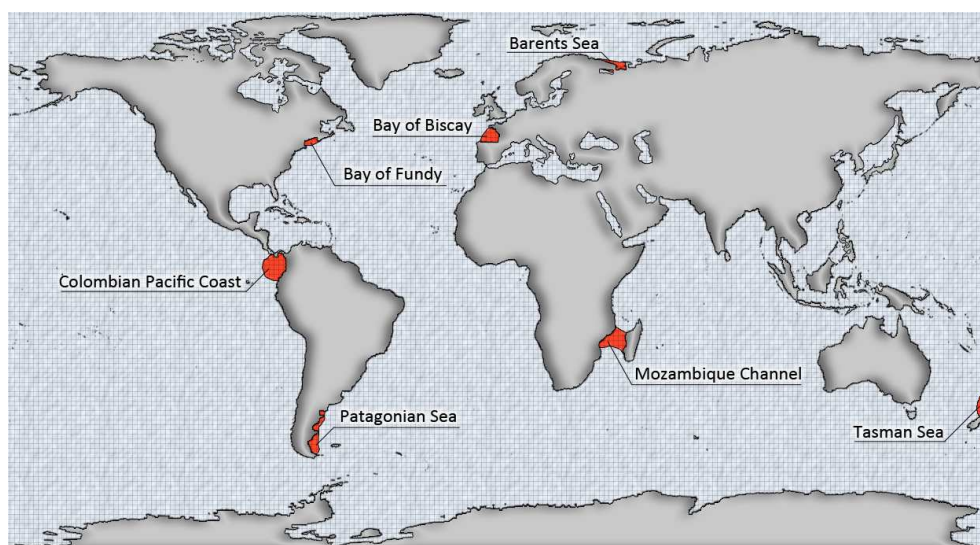 Barents Sea
Bay of Biscay
Bay of Fundy
Colombian Pacific Coast
Mozambique Channel
Patagonian Sea
Tasman Sea